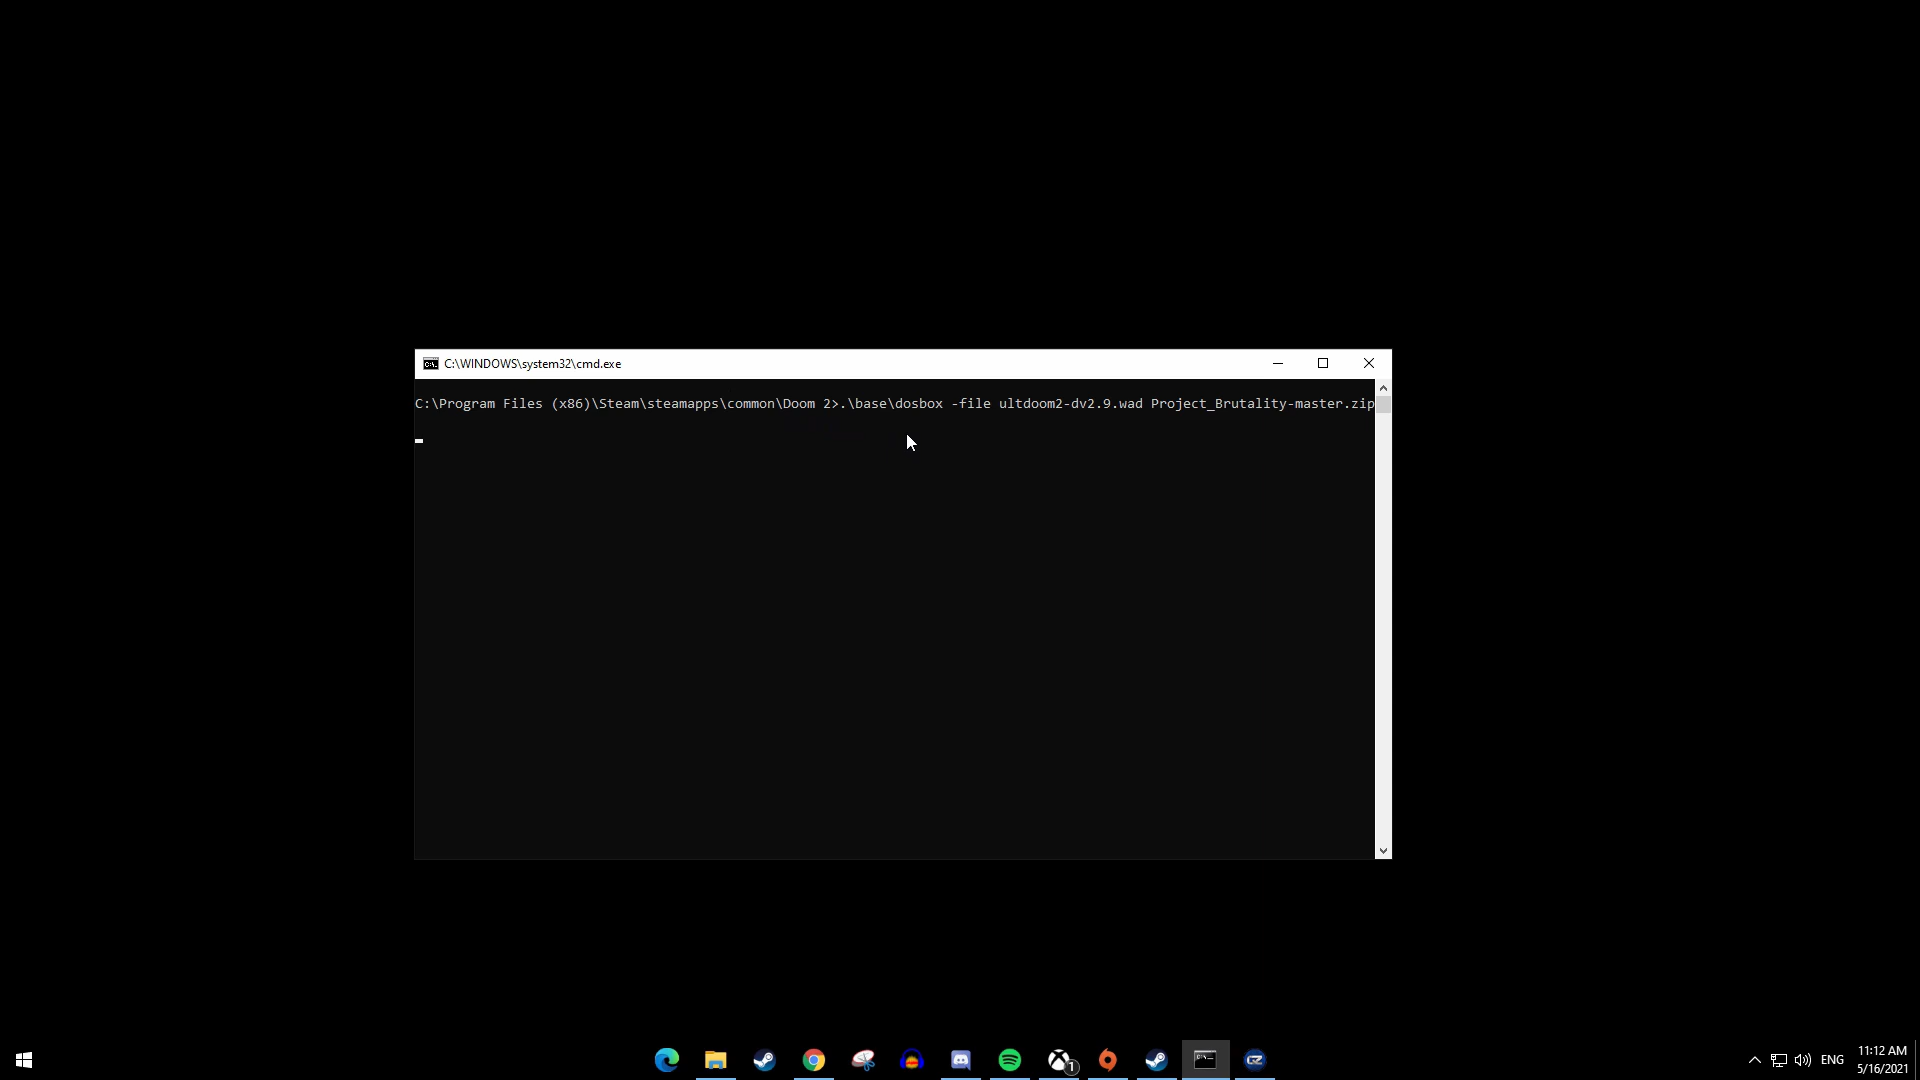 C:\WINDOWS\system32\cmd.exe
C:\Program Files (x86)\Steam\steamapps\common\Doom 2>.\base\dosbox -file ultdoom2-dv2.9.wad Project_Brutality-master.zip
1
ENG
11:12 AM
5/16/2021